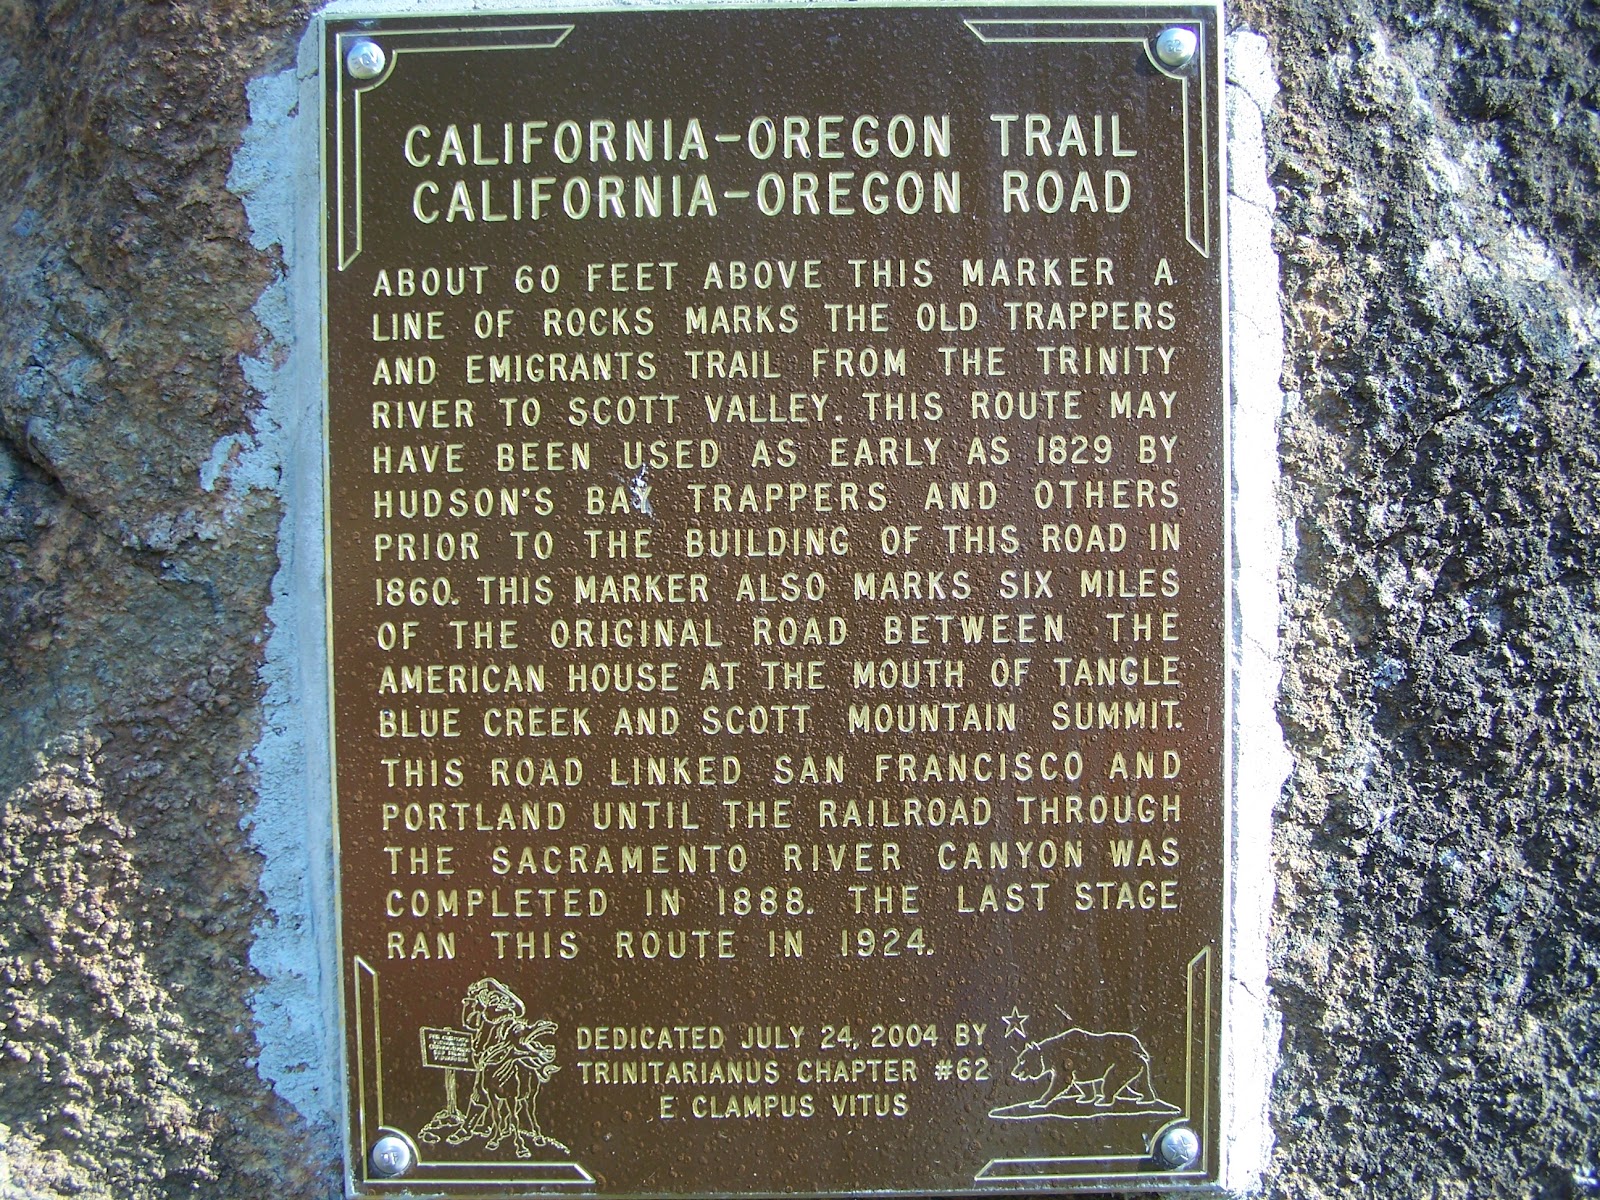 CALIFORNIA-OREGON TRAIL
CALIFORNIA-OREGON ROAD
ABOUT 60 FEET ABOVE THIS MARKER A
LINE OF ROCKS MARKS THE OLD TRAPPERS
AND EMIGRANTS TRAIL FROM THE TRINITY
RIVER TO SCOTT VALLEY. THIS ROUTE MAY
HAVE BEEN USED AS EARLY AS 1829 BY
HUDSON'S BAY TRAPPERS AND OTHERS
PRIOR TO THE BUILDING OF THIS ROAD IN
1860. THIS MARKER ALSO MARKS SIX MILES
OF THE ORIGINAL ROAD BETWEEN THE
AMERICAN HOUSE AT THE MOUTH OF TANGLE
BLUE CREEK AND SCOTT MOUNTAIN SUMMIT.
THIS ROAD LINKED SAN FRANCISCO AND
PORTLAND UNTIL THE RAILROAD THROUGH
THE SACRAMENTO RIVER CANYON WAS
COMPLETED IN 1888. THE LAST STAGE
RAN THIS ROUTE IN 1924.
DEDICATED JULY 24, 2004 BY
TRINITARIANUS CHAPTER #62
E CLAMPUS VITUS